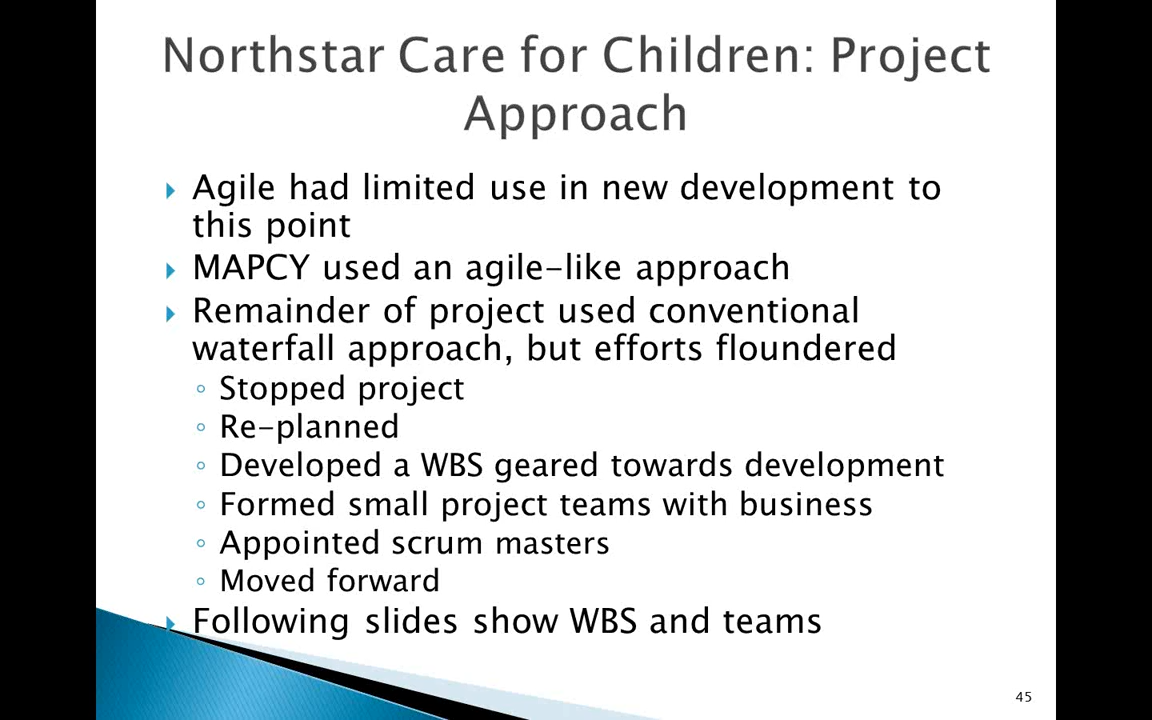 Northstar Care for Children: Project
Approach
Agile had limited use in new development to
this point
MAPCY used an agile-like approach
Remainder of project used conventional
waterfall approach, but efforts floundered
Stopped project
Re-planned
Developed a WBS geared towards development
Formed small project teams with business
Appointed scrum masters
Moved forward
Following slides show WBS and teams
45